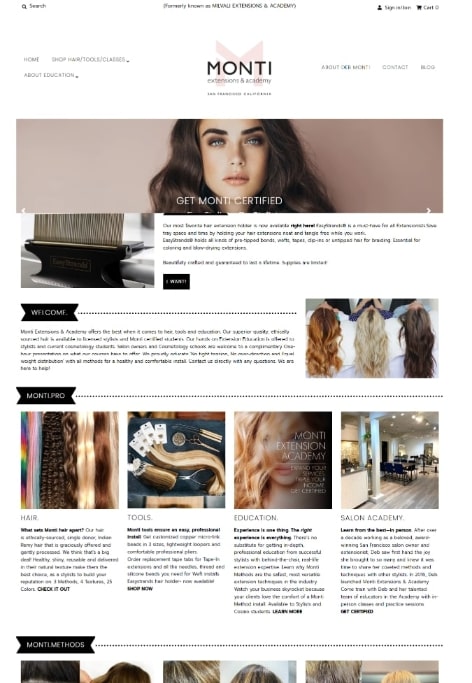 Search
(Formerly known as MILVALI EXTENSIONS & ACADEMY)
Sign in/Join
Cart 0
HOME
SHOP HAIR/TOOLS/CLASSES
ABOUT EDUCATION
MONTI
extensions & academy
SAN FRANCISCO CALIFORNIA
ABOUT DEB MONTI
CONTACT
BLOG
GET MONTI CERTIFIED
EasyStrands
Our most favorite hair extension holder is now available right here! EasyStrands® is a must-have for all Extensionists Save
tray space and time by holding your hair extensions neat and tangle free while you work.
EasyStrands® holds all kinds of pre-tipped bonds, wefts, tapes, clip-ins or untipped hair for braiding. Essential for
coloring and blow-drying extensions.
Beautifully crafted and guaranteed to last a lifetime. Supplies are limited!
I WANT!
WELCOME.
Monti Extensions & Academy offers the best when it comes to hair, tools and education. Our superior quality, ethically-
sourced hair is available to licensed stylists and Monti certified students. Our hands on Extension Education is offered to
stylists and current cosmetology students. Salon owners and Cosmetology schools are welcome to a complimentary One-
hour presentation on what our courses have to offer. We proudly educate 'No tight tension, No over-direction and Equal
weight distribution' with all methods for a healthy and comfortable install. Contact us directly with any questions. We are
here to help!
MONTI.PRO
MONTI
EXTENSION
ACADEMY
EXPAND YOUR
SERVICE
TRIPLE YOUR
INCOME
GET CERTIFIED
HAIR.
What sets Monti hair apart? Our hair
is ethically-sourced, single donor, Indian
Remy hair that is graciously offered and
gently processed. We think that's a big
deal! Healthy, shiny, reusable and delivered
in their natural texture make them the
best choice, as a stylists to build your
reputation on. 3 Methods, 4 Textures, 25
Colors. CHECK IT OUT
TOOLS.
Monti tools ensure an easy, professional
install! Get customized copper micro-link
beads in 3 sizes, lightweight loopers and
comfortable professional pliers.
Order replacement tape tabs for Tape-In
extensions and all the needles, thread and
silicone beads you need for Weft installs.
Easystrands hair holder- now available!
SHOP NOW
EDUCATION.
Experience is one thing. The right
experience is everything. There's no
substitute for getting an in-depth,
professional education from successful
stylists with behind-the-chair, real-life
extension expertise. Learn why Monti
Methods are the safest, most versatile
extension techniques in the industry.
Watch your business skyrocket because
your clients love the comfort of a Monti
Method install. Available to Stylists and
Cosmo students. LEARN MORE
SALON ACADEMY.
Learn from the best—in person. After over
a decade working as a beloved, award-
winning San Francisco salon owner and
extensionist, Deb saw first hand the joy
she brought to so many and knew it was
time to share her coveted methods and
techniques with other stylists. In 2016, Deb
launched Monti Extensions & Academy.
Come train with Deb and her talented
team of educators in the Academy with in-
person classes and practice sessions.
GET CERTIFIED
MONTI.METHODS